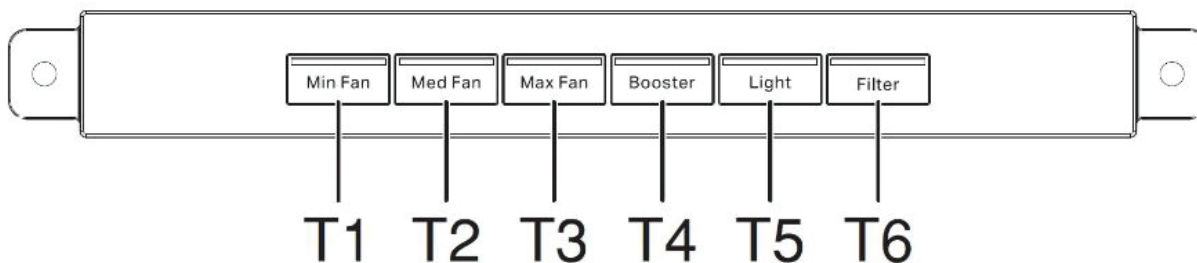 Min Fan Med Fan Max Fan Booster Light Filter
T1 T2 T3 T4 T5 T6